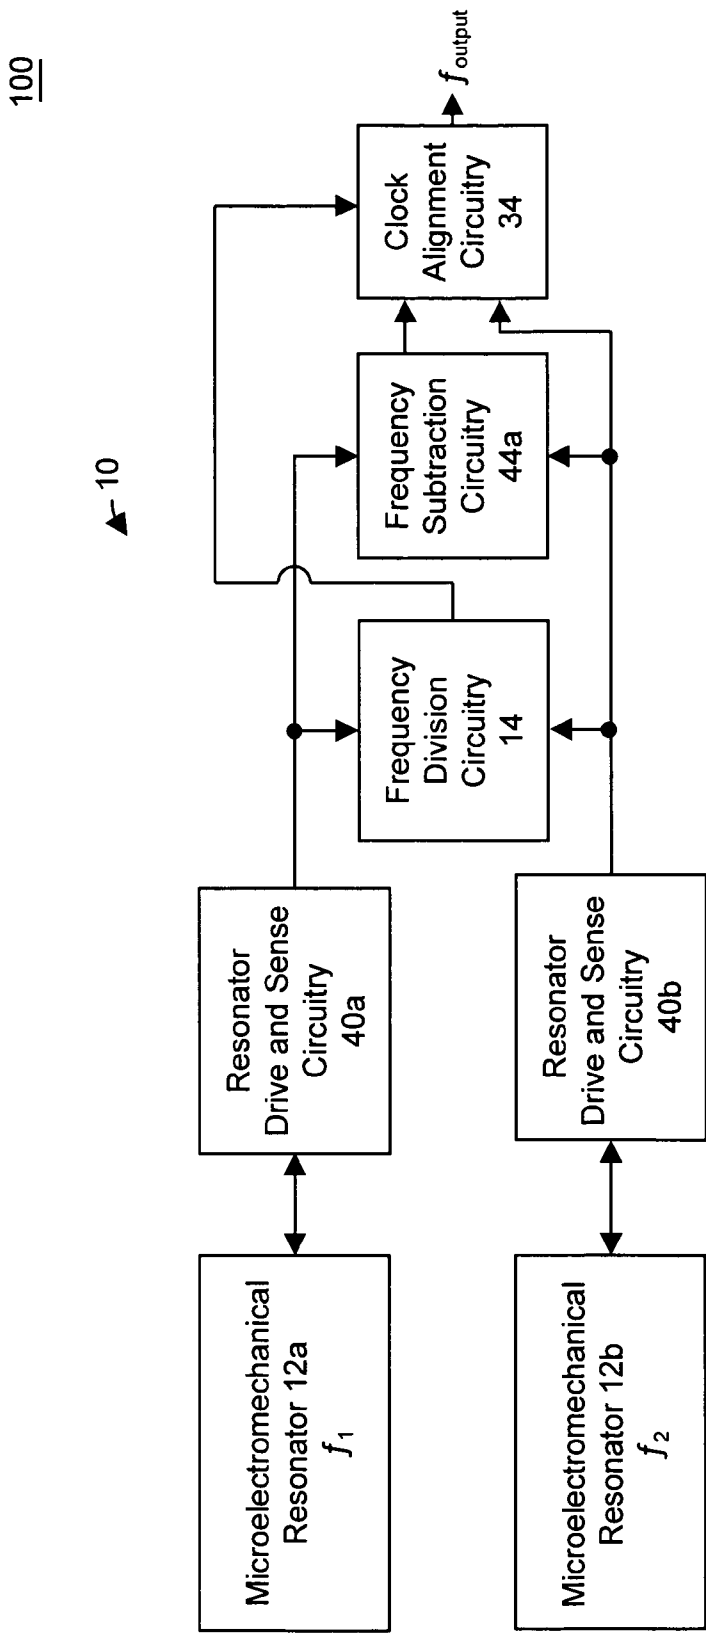 100
10
Microelectromechanical
Resonator 12a
f1
Resonator
Drive and Sense
Circuitry
40a
Frequency
Division
Circuitry
14
Frequency
Subtraction
Circuitry
44a
Clock
Alignment
Circuitry
34
foutput
Microelectromechanical
Resonator 12b
f2
Resonator
Drive and Sense
Circuitry
40b